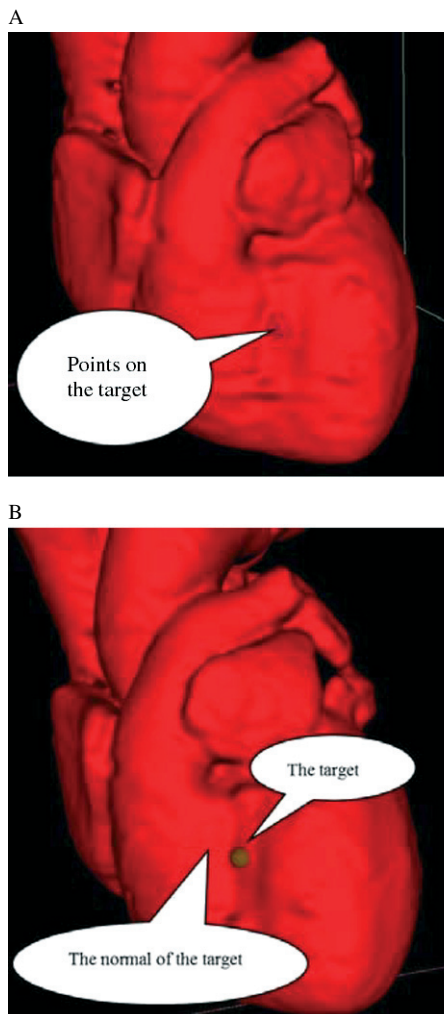 A
Points on
the target
B
The target
The normal of the target